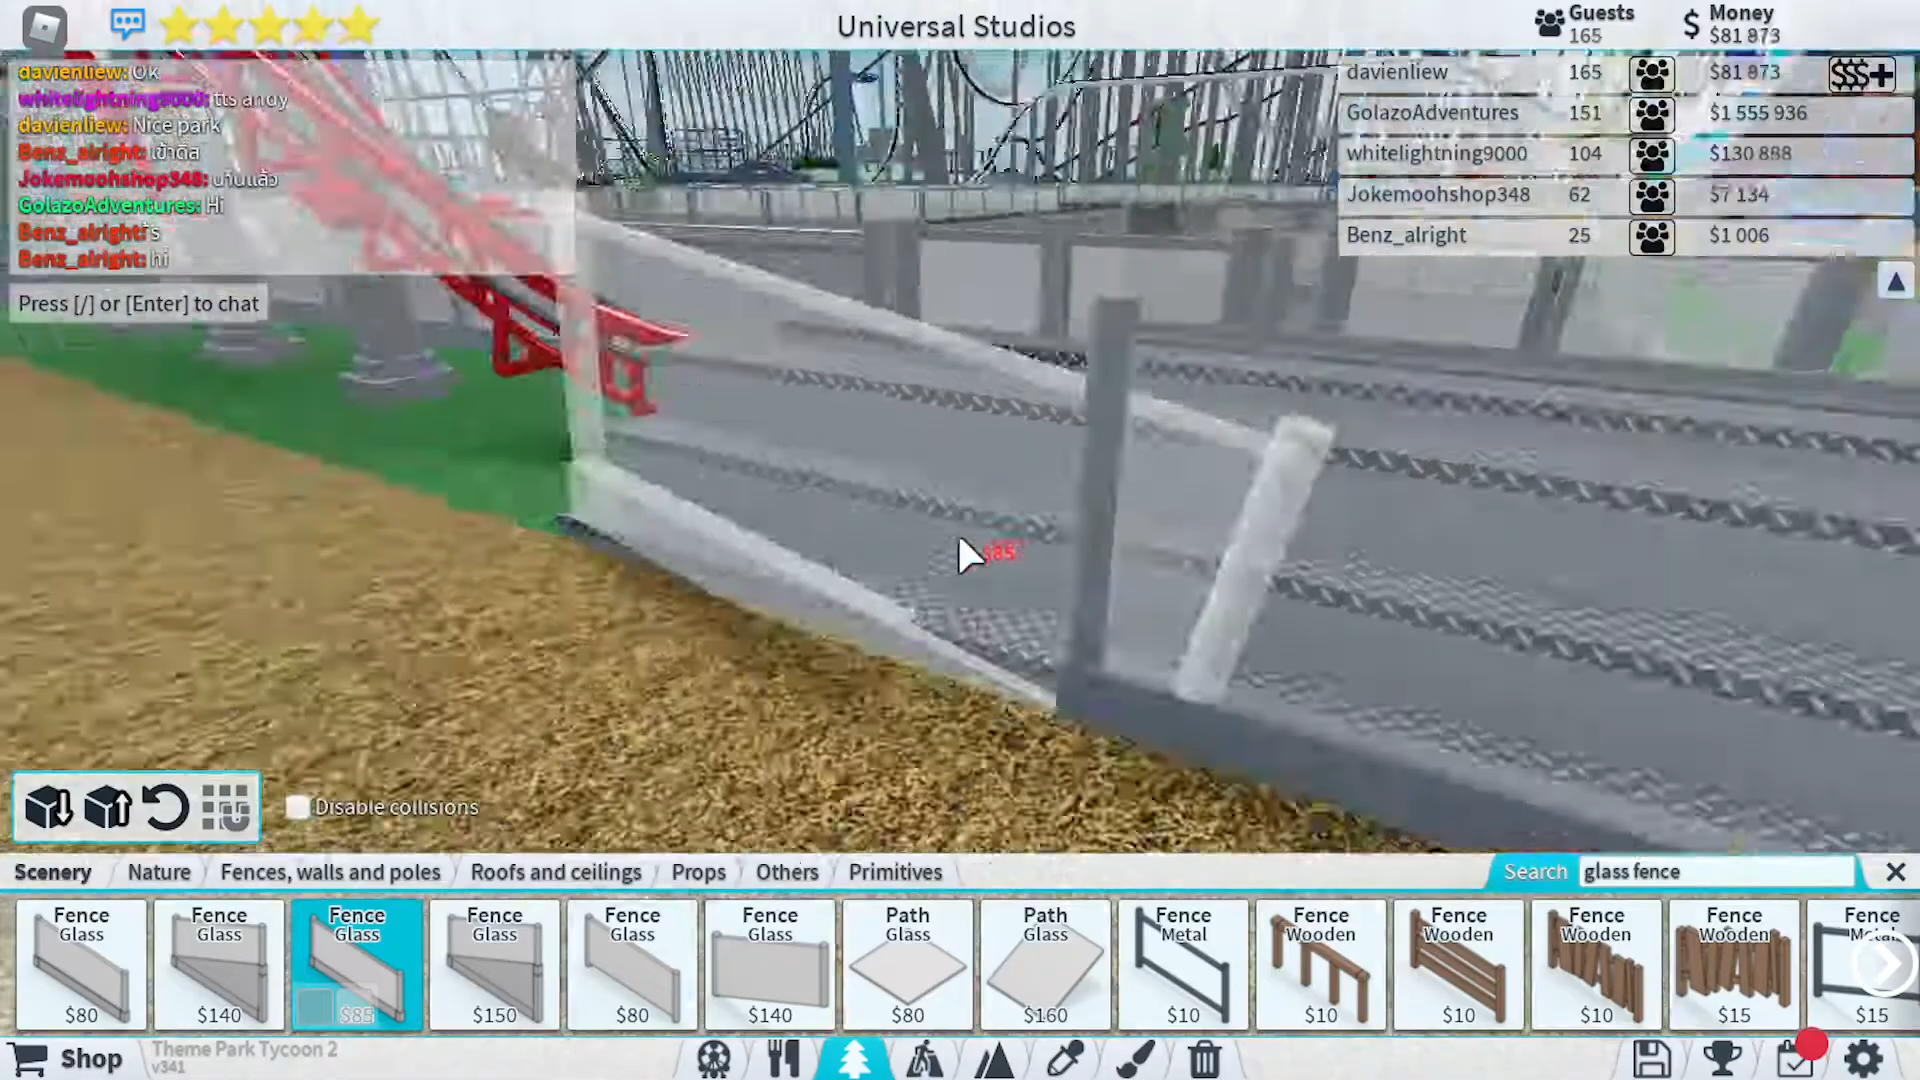 Universal Studios
Guests
165
Money
$81 873
davienliew: Ok
whitelightning9000: tts andy
davienliew: Nice park
Benz_alright: เข้าดิส
Jokemoohshop348:
GolazoAdventures: Hi
Benz_alright:
Benz_alright: hi
Press [/] or [Enter] to chat
davienliew 165 $81 873 $$$+
GolazoAdventures 151 $1 555 936
whitelightning9000 104 $130 888
Jokemoohshop348 62 $7 134
Benz_alright 25 $1 006
$85
Disable collisions
Scenery Nature Fences, walls and poles Roofs and ceilings Props Others Primitives Search glass fence
Fence Glass $80
Fence Glass $140
Fence Glass $85
Fence Glass $150
Fence Glass $80
Fence Glass $140
Path Glass $80
Path Glass $160
Fence Metal $10
Fence Wooden $10
Fence Wooden $10
Fence Wooden $10
Fence Wooden $15
Fence Metal $15
Shop
Theme Park Tycoon 2
v341